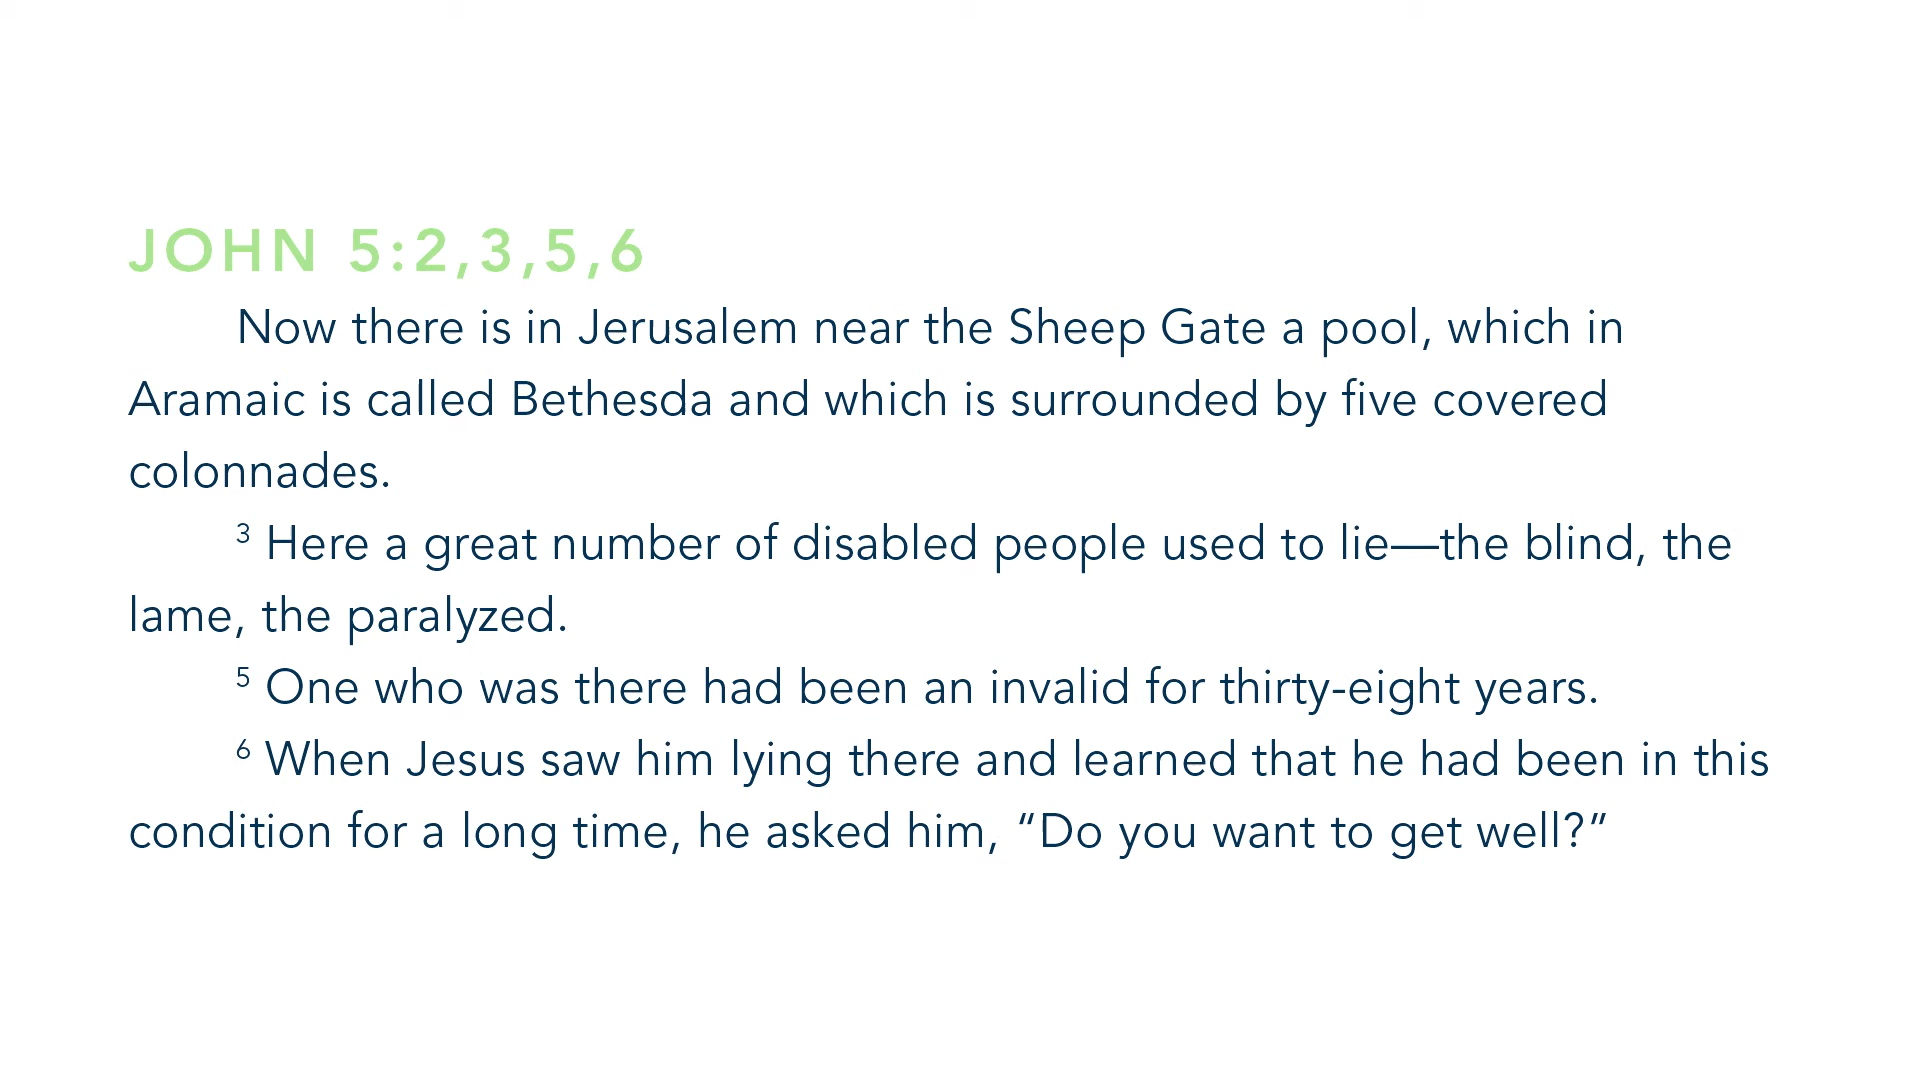 JOHN 5:2,3,5,6
Now there is in Jerusalem near the Sheep Gate a pool, which in
Aramaic is called Bethesda and which is surrounded by five covered
colonnades.
³ Here a great number of disabled people used to lie—the blind, the
lame, the paralyzed.
⁵ One who was there had been an invalid for thirty-eight years.
⁶ When Jesus saw him lying there and learned that he had been in this
condition for a long time, he asked him, “Do you want to get well?”